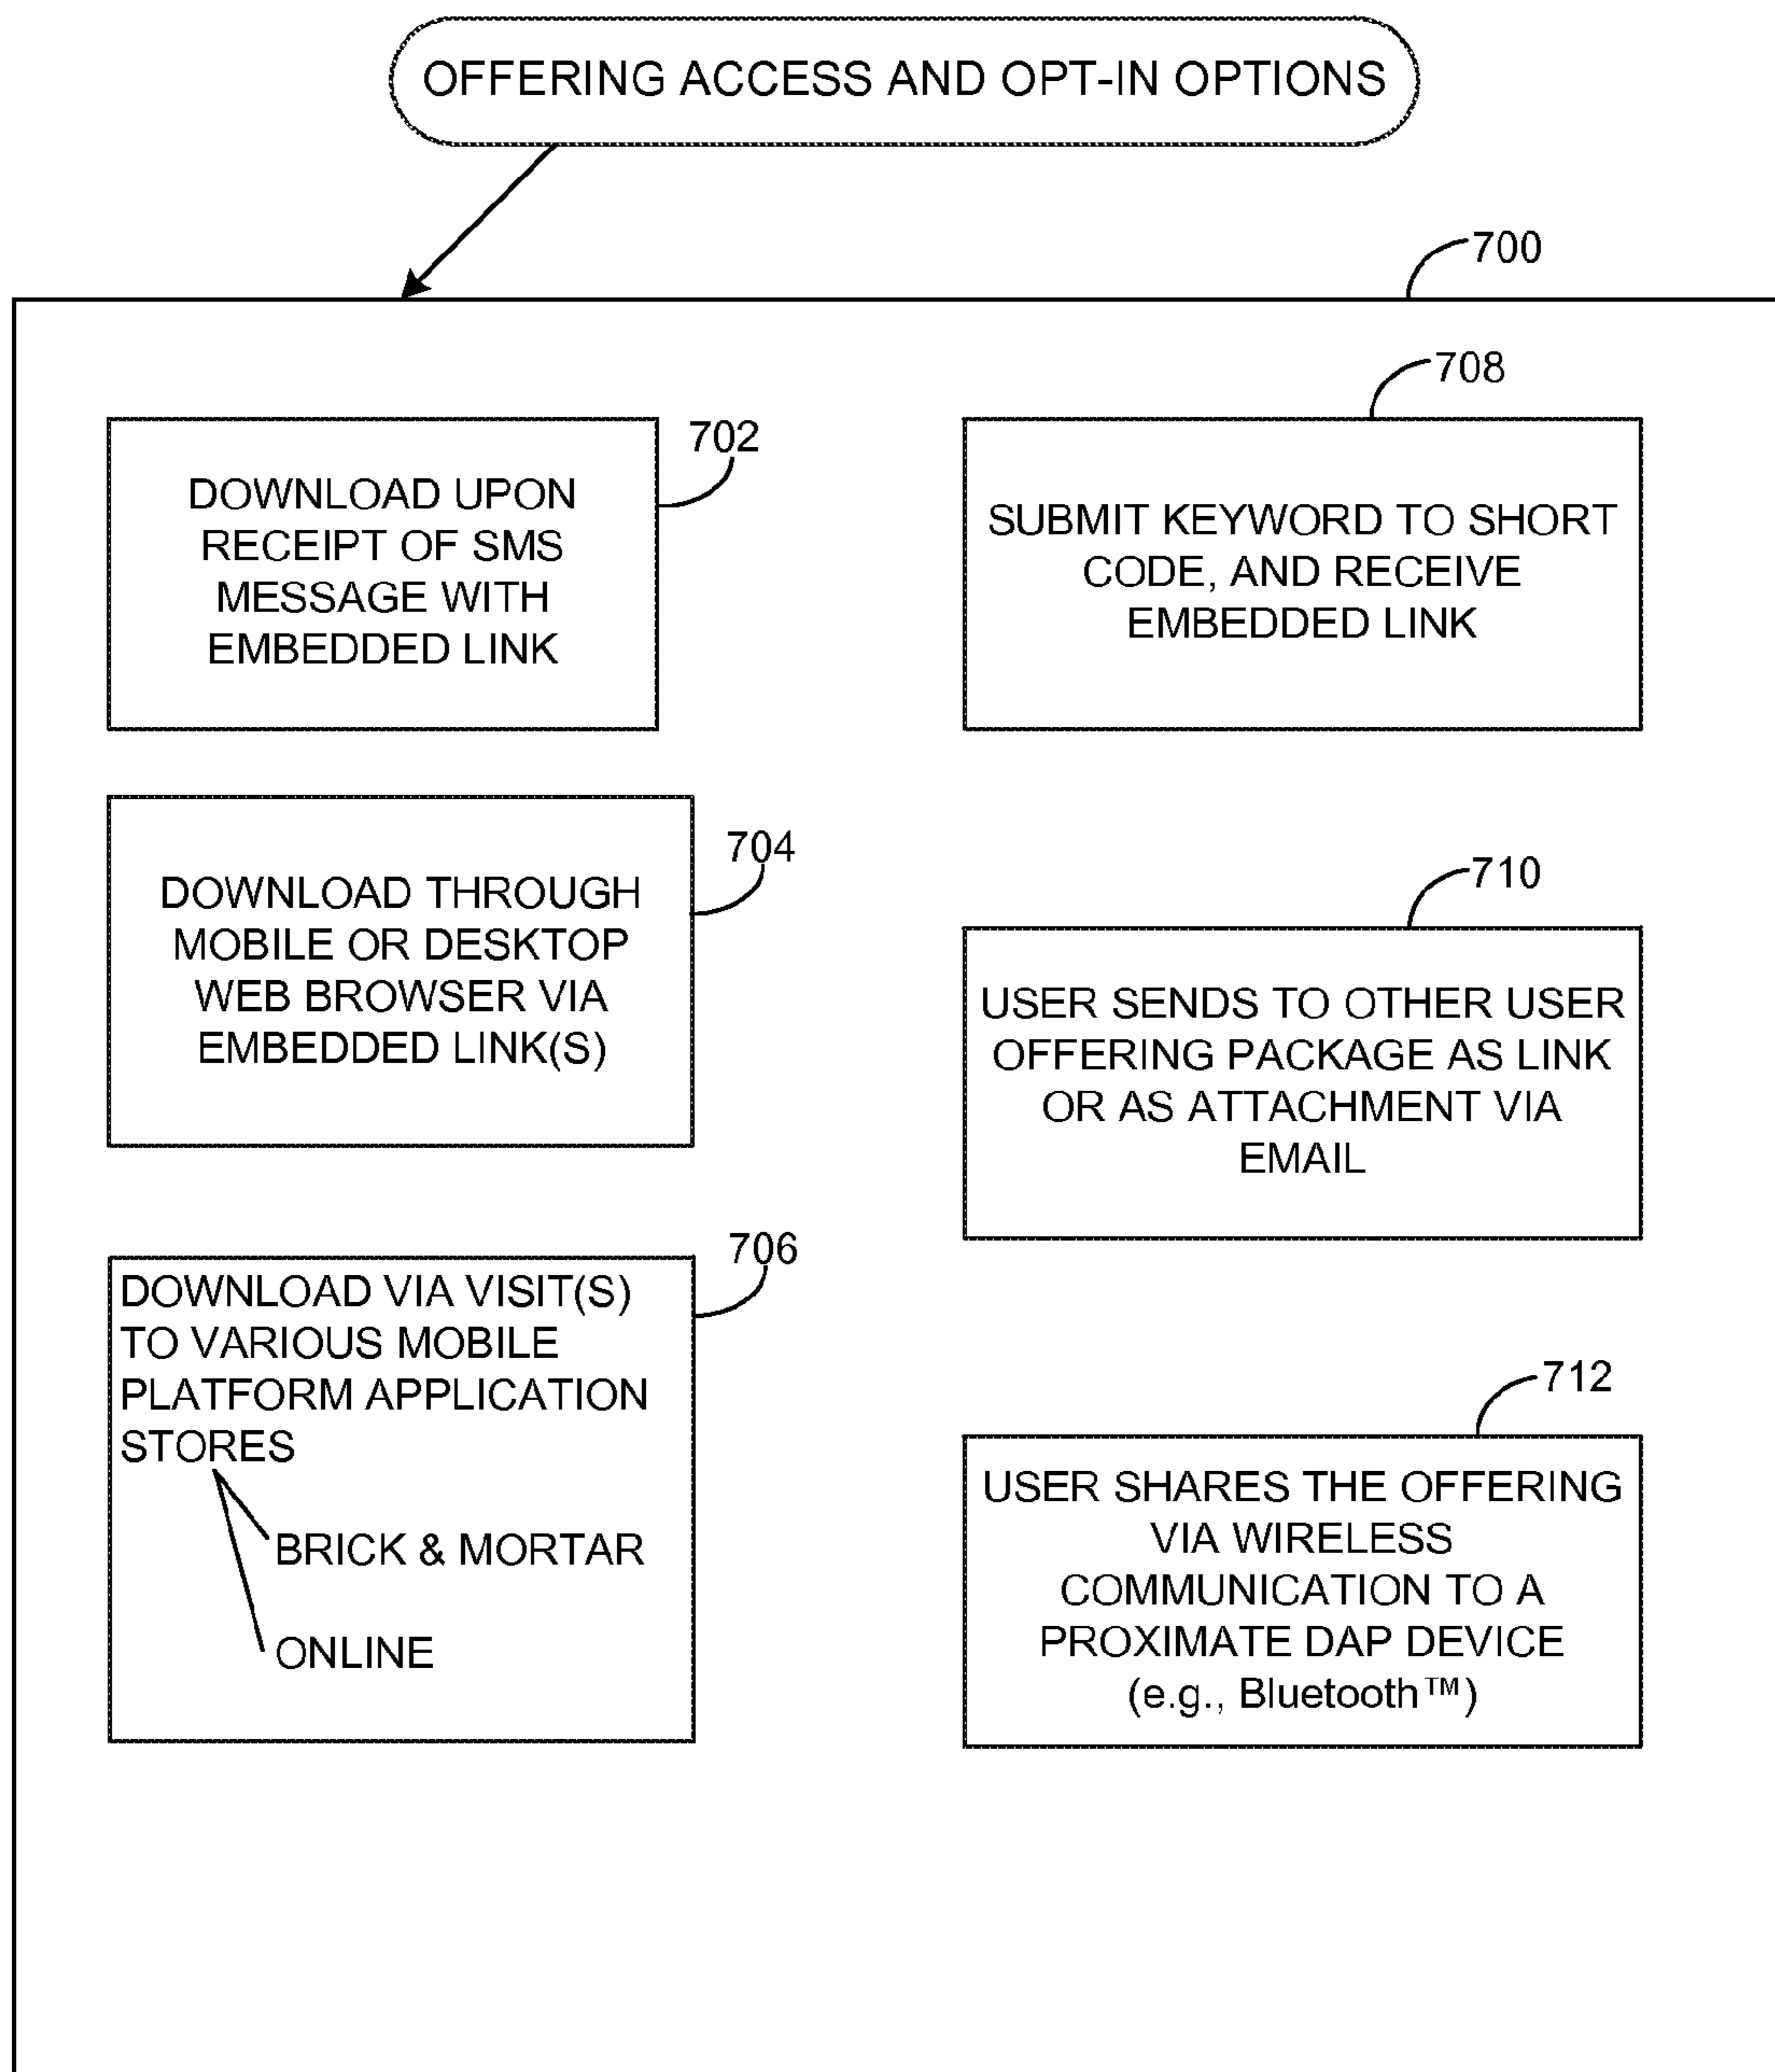 OFFERING ACCESS AND OPT-IN OPTIONS
700
702
DOWNLOAD UPON
RECEIPT OF SMS
MESSAGE WITH
EMBEDDED LINK
704
DOWNLOAD THROUGH
MOBILE OR DESKTOP
WEB BROWSER VIA
EMBEDDED LINK(S)
706
DOWNLOAD VIA VISIT(S)
TO VARIOUS MOBILE
PLATFORM APPLICATION
STORES
BRICK & MORTAR
ONLINE
708
SUBMIT KEYWORD TO SHORT
CODE, AND RECEIVE
EMBEDDED LINK
710
USER SENDS TO OTHER USER
OFFERING PACKAGE AS LINK
OR AS ATTACHMENT VIA
EMAIL
712
USER SHARES THE OFFERING
VIA WIRELESS
COMMUNICATION TO A
PROXIMATE DAP DEVICE
(e.g., Bluetooth™)